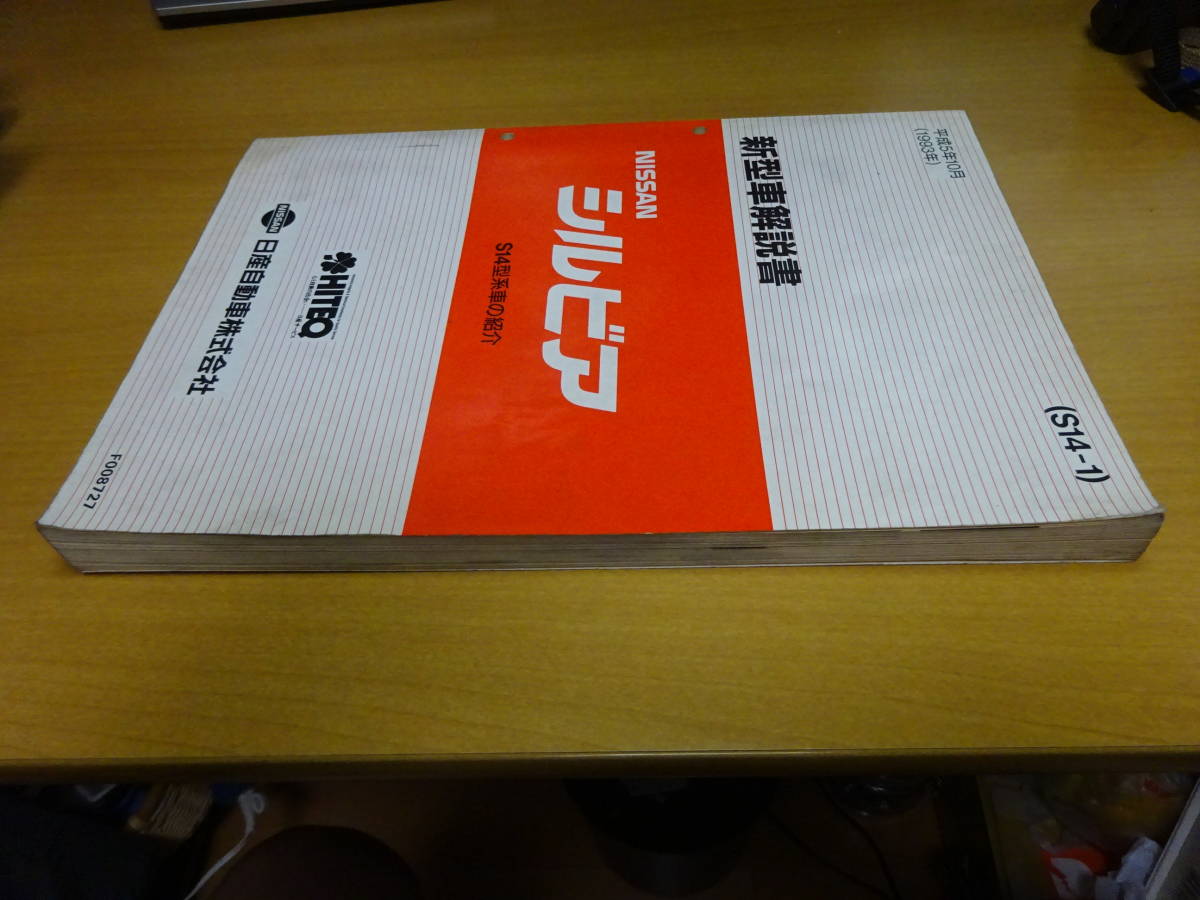 平成5年10月
(1993年)
(S14-1)
新型車解説書
NISSAN
シルビア
S14型系車の紹介
HITEQ
NISSAN
日産自動車株式会社
F008727